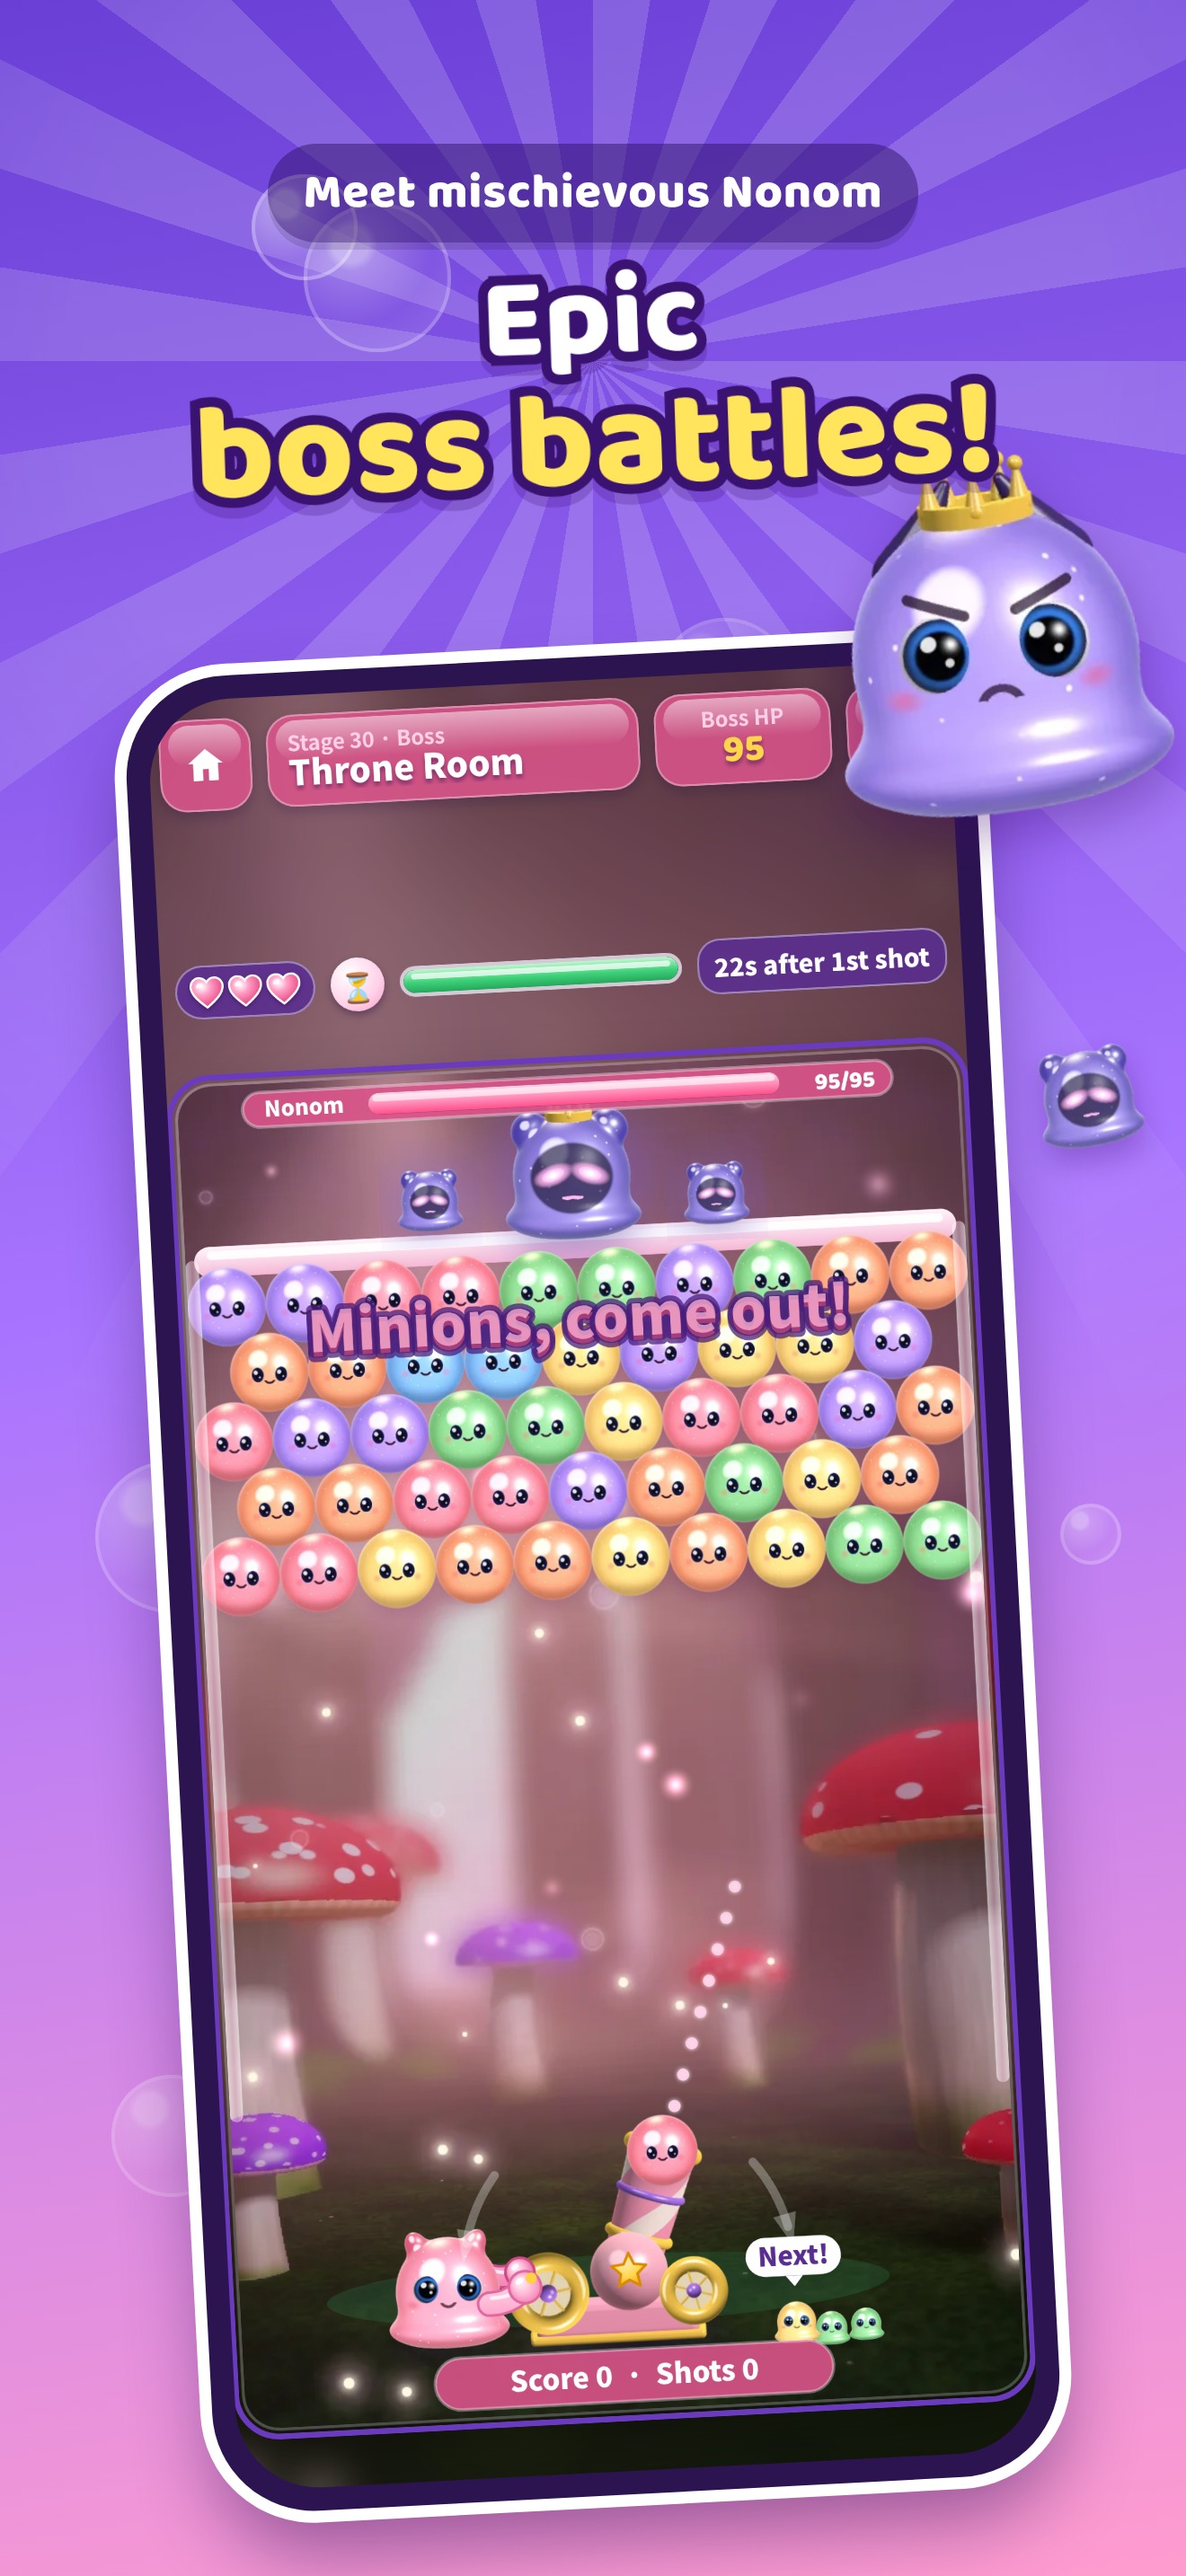 Meet mischievous Nonom
Epic
boss battles!
Stage 30 · Boss
Throne Room
Boss HP
95
22s after 1st shot
Nonom
95/95
Minions, come out!
Next!
Score 0 · Shots 0